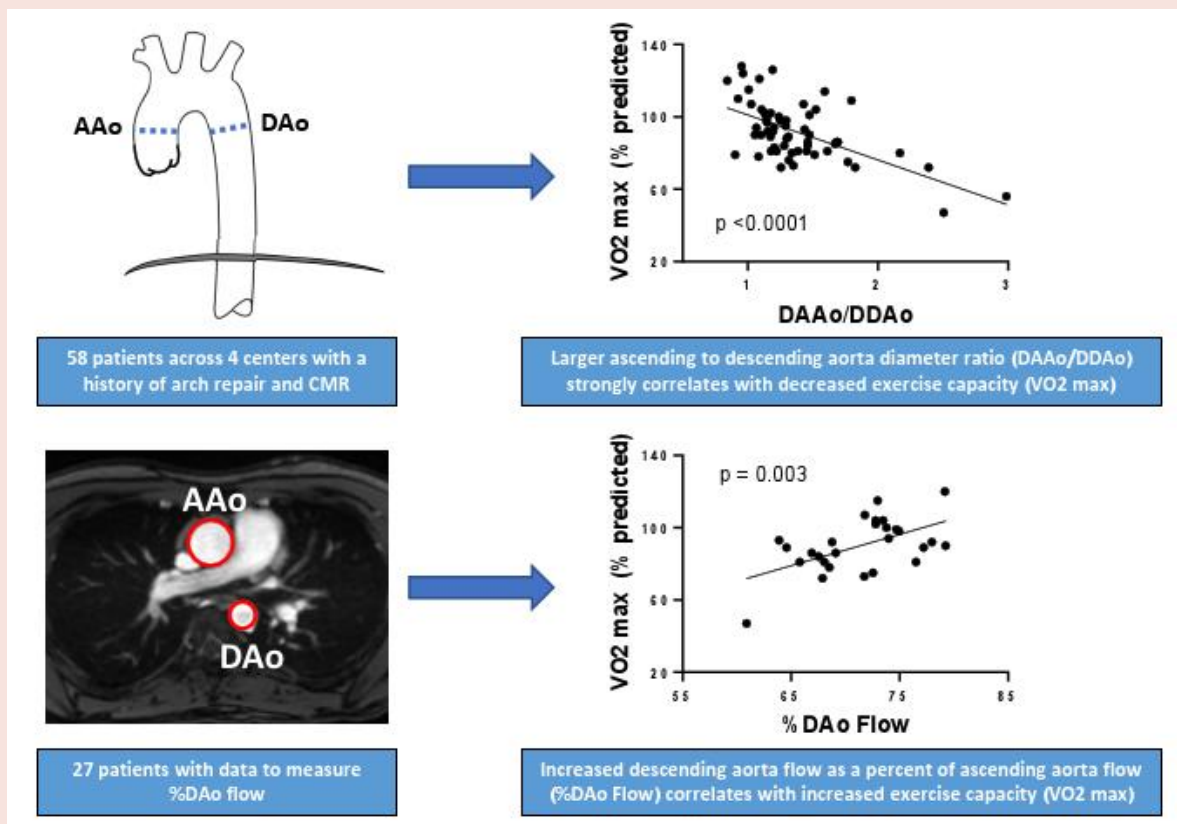 AAo
DAo
58 patients across 4 centers with a
history of arch repair and CMR
VO2 max (% predicted)
140
100
60
20
p <0.0001
1
2
3
DAAo/DDAo
Larger ascending to descending aorta diameter ratio (DAAo/DDAo)
strongly correlates with decreased exercise capacity (VO2 max)
AAo
DAo
27 patients with data to measure
%DAo flow
VO2 max (% predicted)
140
100
60
20
p = 0.003
55
65
75
85
% DAo Flow
Increased descending aorta flow as a percent of ascending aorta flow
(%DAo Flow) correlates with increased exercise capacity (VO2 max)